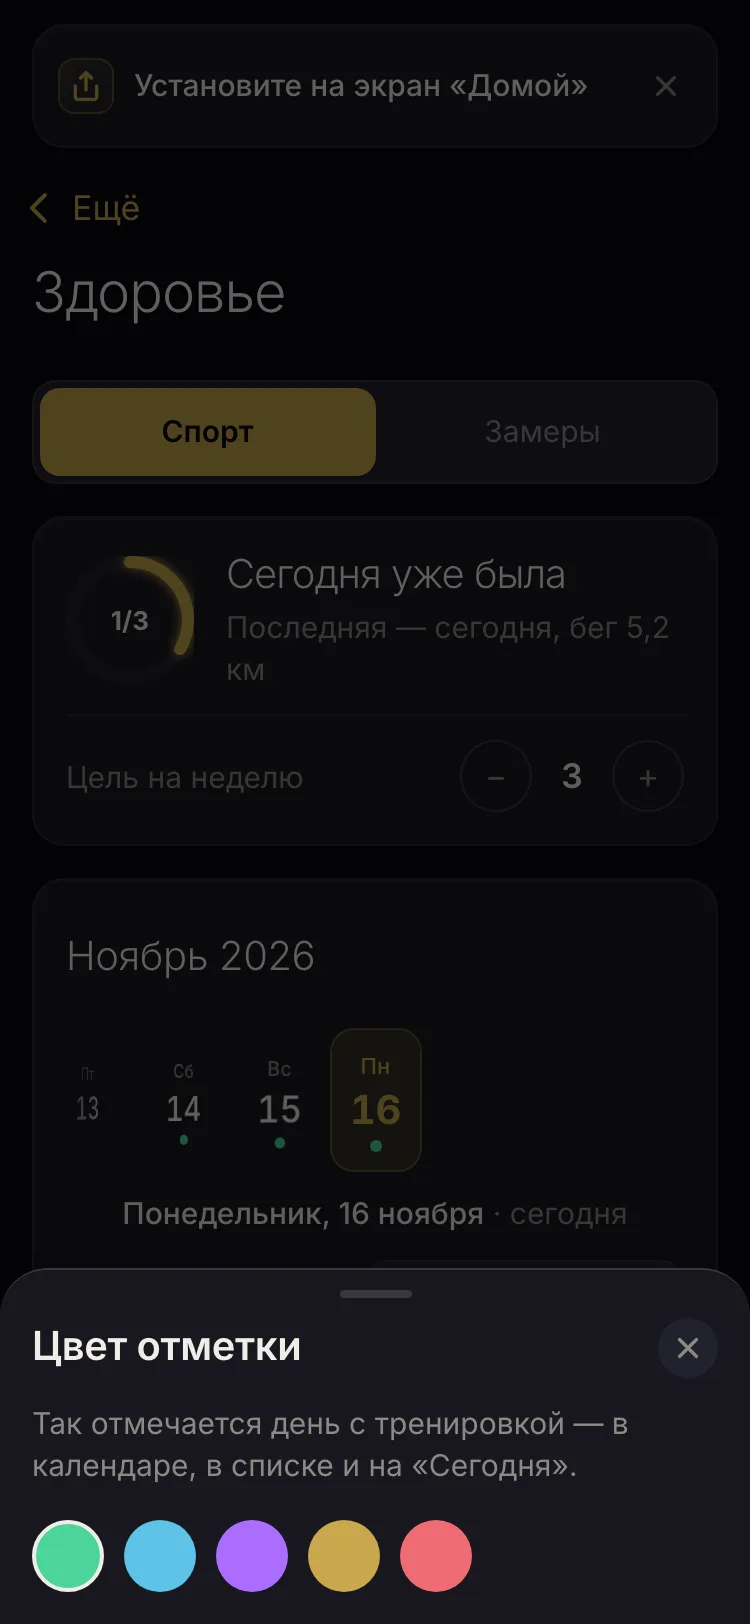 Установите на экран «Домой»
Ещё
Здоровье
Спорт
Замеры
1/3
Сегодня уже была
Последняя — сегодня, бег 5,2
км
Цель на неделю
−
3
+
Ноябрь 2026
Пт
Сб
Вс
Пн
13
14
15
16
Понедельник, 16 ноября · сегодня
Цвет отметки
Так отмечается день с тренировкой — в
календаре, в списке и на «Сегодня».